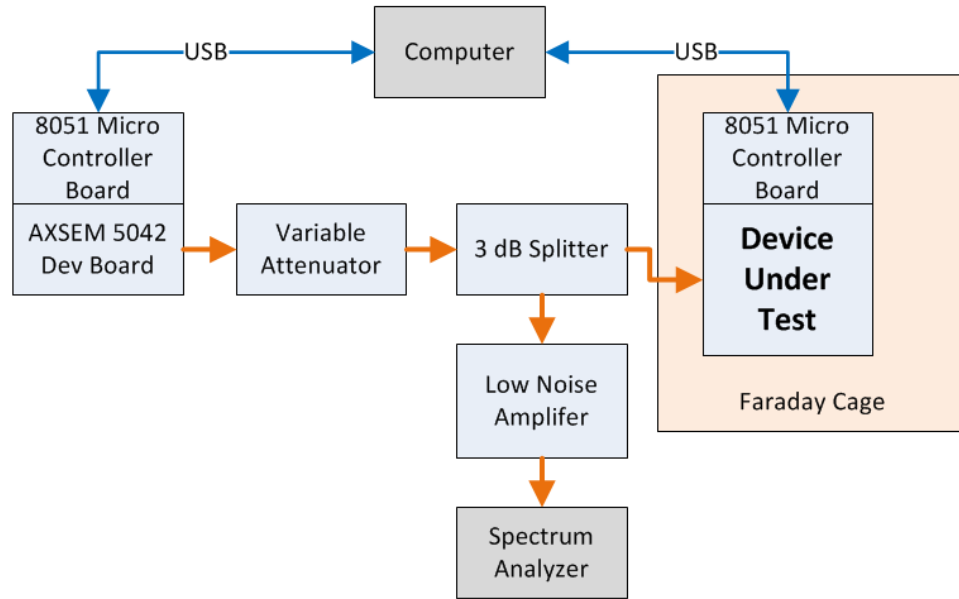 Computer
USB
USB
8051 Micro
Controller
Board
AXSEM 5042
Dev Board
Variable
Attenuator
3 dB Splitter
8051 Micro
Controller
Board
Device
Under
Test
Low Noise
Amplifer
Faraday Cage
Spectrum
Analyzer